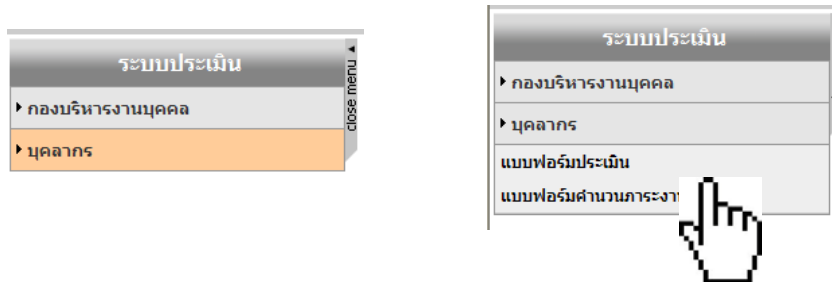 ระบบประเมิน
กองบริหารงานบุคคล
บุคลากร
close menu
ระบบประเมิน
กองบริหารงานบุคคล
บุคลากร
แบบฟอร์มประเมิน
แบบฟอร์มคำนวนภาระงา